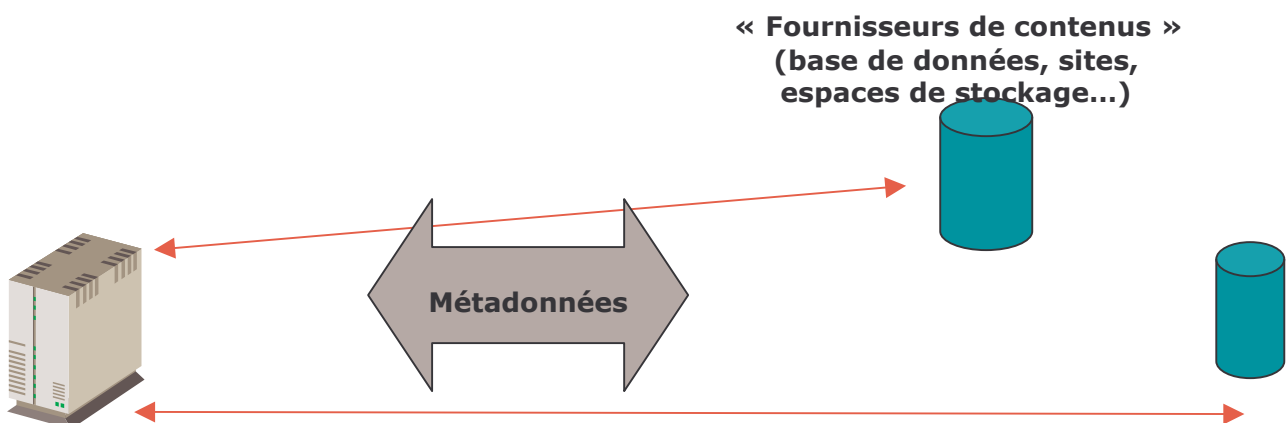 « Fournisseurs de contenus »
(base de données, sites,
espaces de stockage…)
Métadonnées